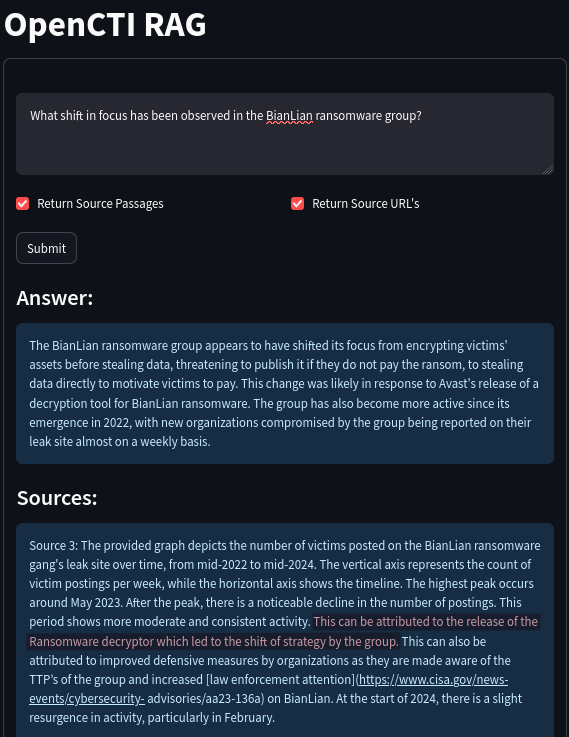 OpenCTI RAG
What shift in focus has been observed in the BianLian ransomware group?
Return Source Passages
Return Source URL's
Submit
Answer:
The BianLian ransomware group appears to have shifted its focus from encrypting victims'
assets before stealing data, threatening to publish it if they do not pay the ransom, to stealing
data directly to motivate victims to pay. This change was likely in response to Avast's release of a
decryption tool for BianLian ransomware. The group has also become more active since its
emergence in 2022, with new organizations compromised by the group being reported on their
leak site almost on a weekly basis.
Sources:
Source 3: The provided graph depicts the number of victims posted on the BianLian ransomware
gang's leak site over time, from mid-2022 to mid-2024. The vertical axis represents the count of
victim postings per week, while the horizontal axis shows the timeline. The highest peak occurs
around May 2023. After the peak, there is a noticeable decline in the number of postings. This
period shows more moderate and consistent activity. This can be attributed to the release of the
Ransomware decryptor which led to the shift of strategy by the group. This can also be
attributed to improved defensive measures by organizations as they are made aware of the
TTP's of the group and increased [law enforcement attention](https://www.cisa.gov/news-
events/cybersecurity- advisories/aa23-136a) on BianLian. At the start of 2024, there is a slight
resurgence in activity, particularly in February.